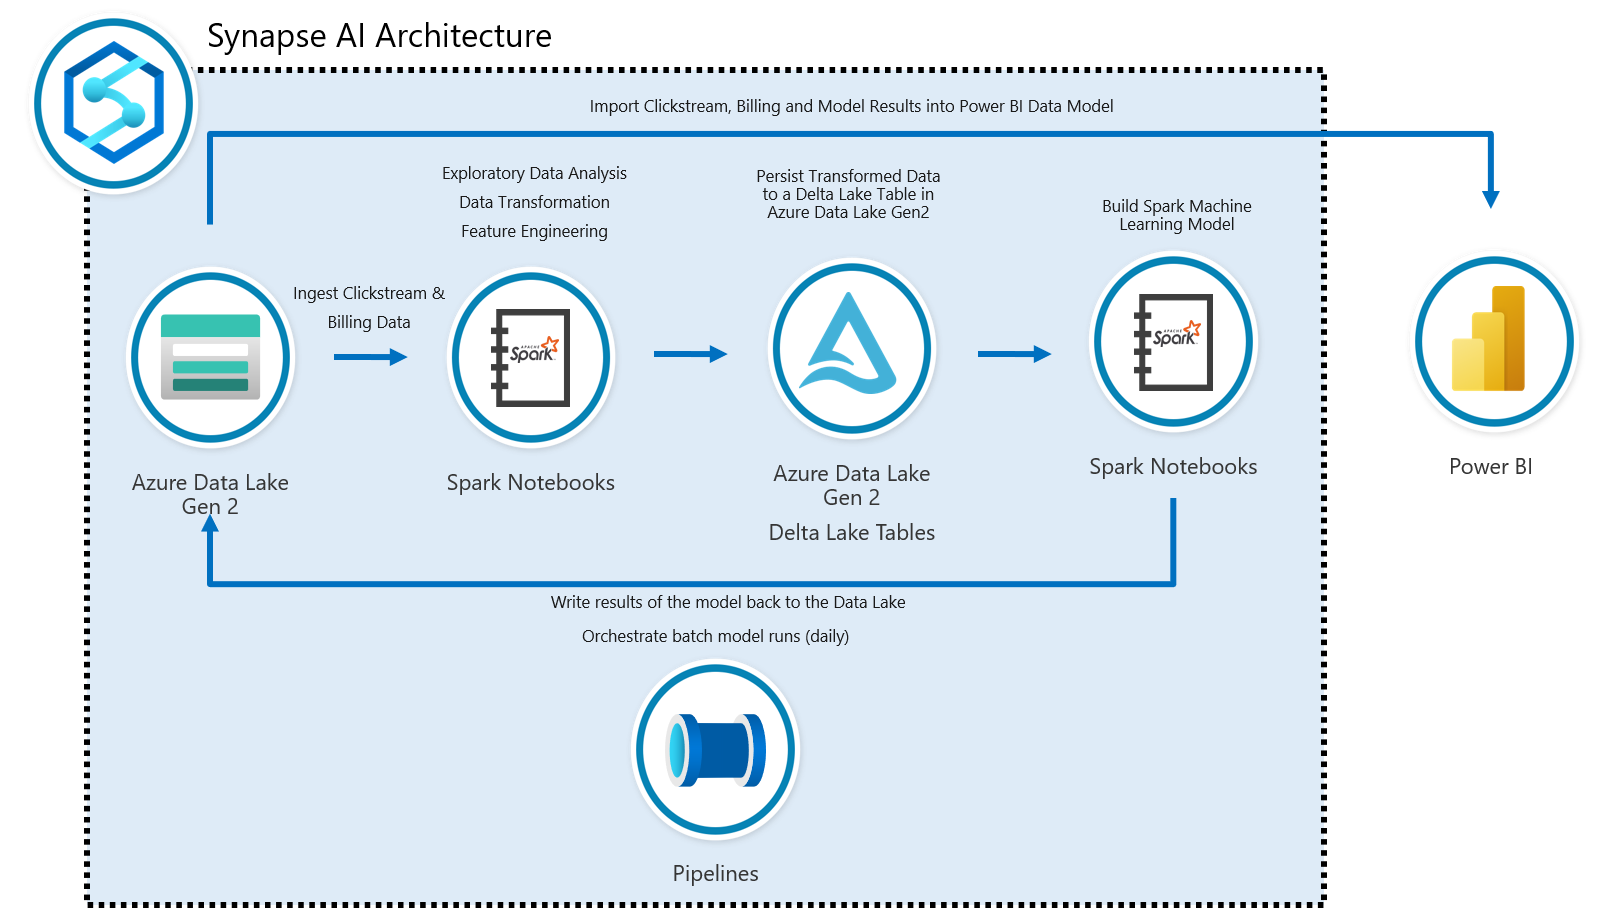 Synapse AI Architecture
Import Clickstream, Billing and Model Results into Power BI Data Model
Exploratory Data Analysis
Data Transformation
Feature Engineering
Persist Transformed Data
to a Delta Lake Table in
Azure Data Lake Gen2
Build Spark Machine
Learning Model
Ingest Clickstream &
Billing Data
APACHE
Spark
APACHE
Spark
Azure Data Lake
Gen 2
Spark Notebooks
Azure Data Lake
Gen 2
Delta Lake Tables
Spark Notebooks
Power BI
Write results of the model back to the Data Lake
Orchestrate batch model runs (daily)
Pipelines